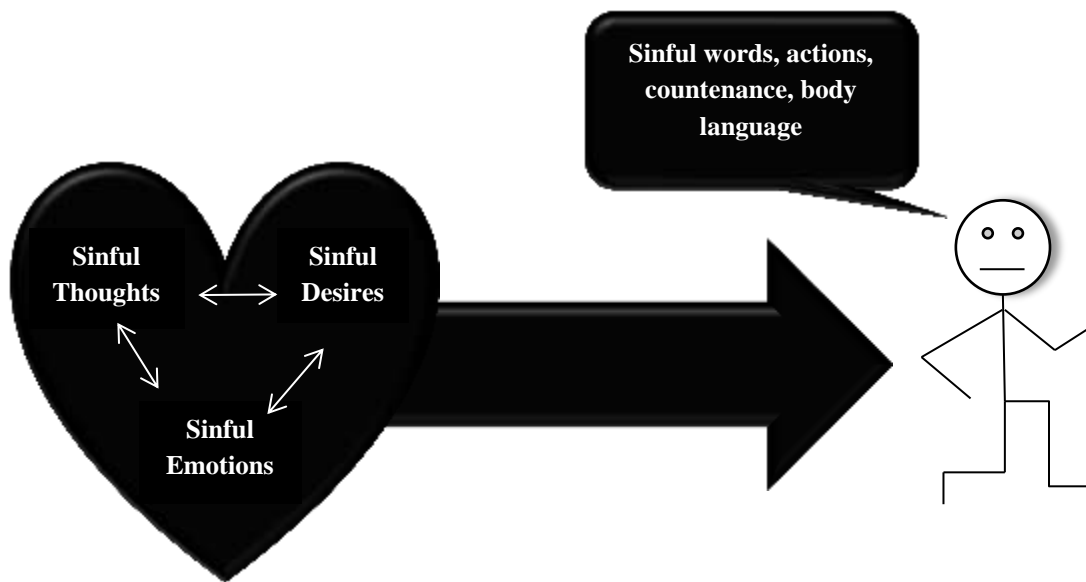 Sinful words, actions,
countenance, body
language
Sinful
Thoughts
Sinful
Desires
Sinful
Emotions